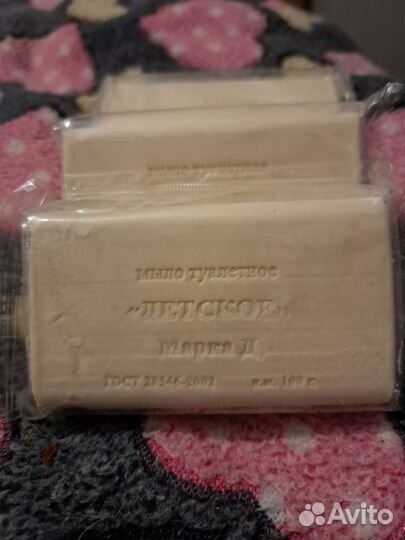 мыло туалетное
мыло туалетное
«ДЕТСКОЕ»
Марка Д
ГОСТ 28546-2002 н.м. 100 г.
Avito